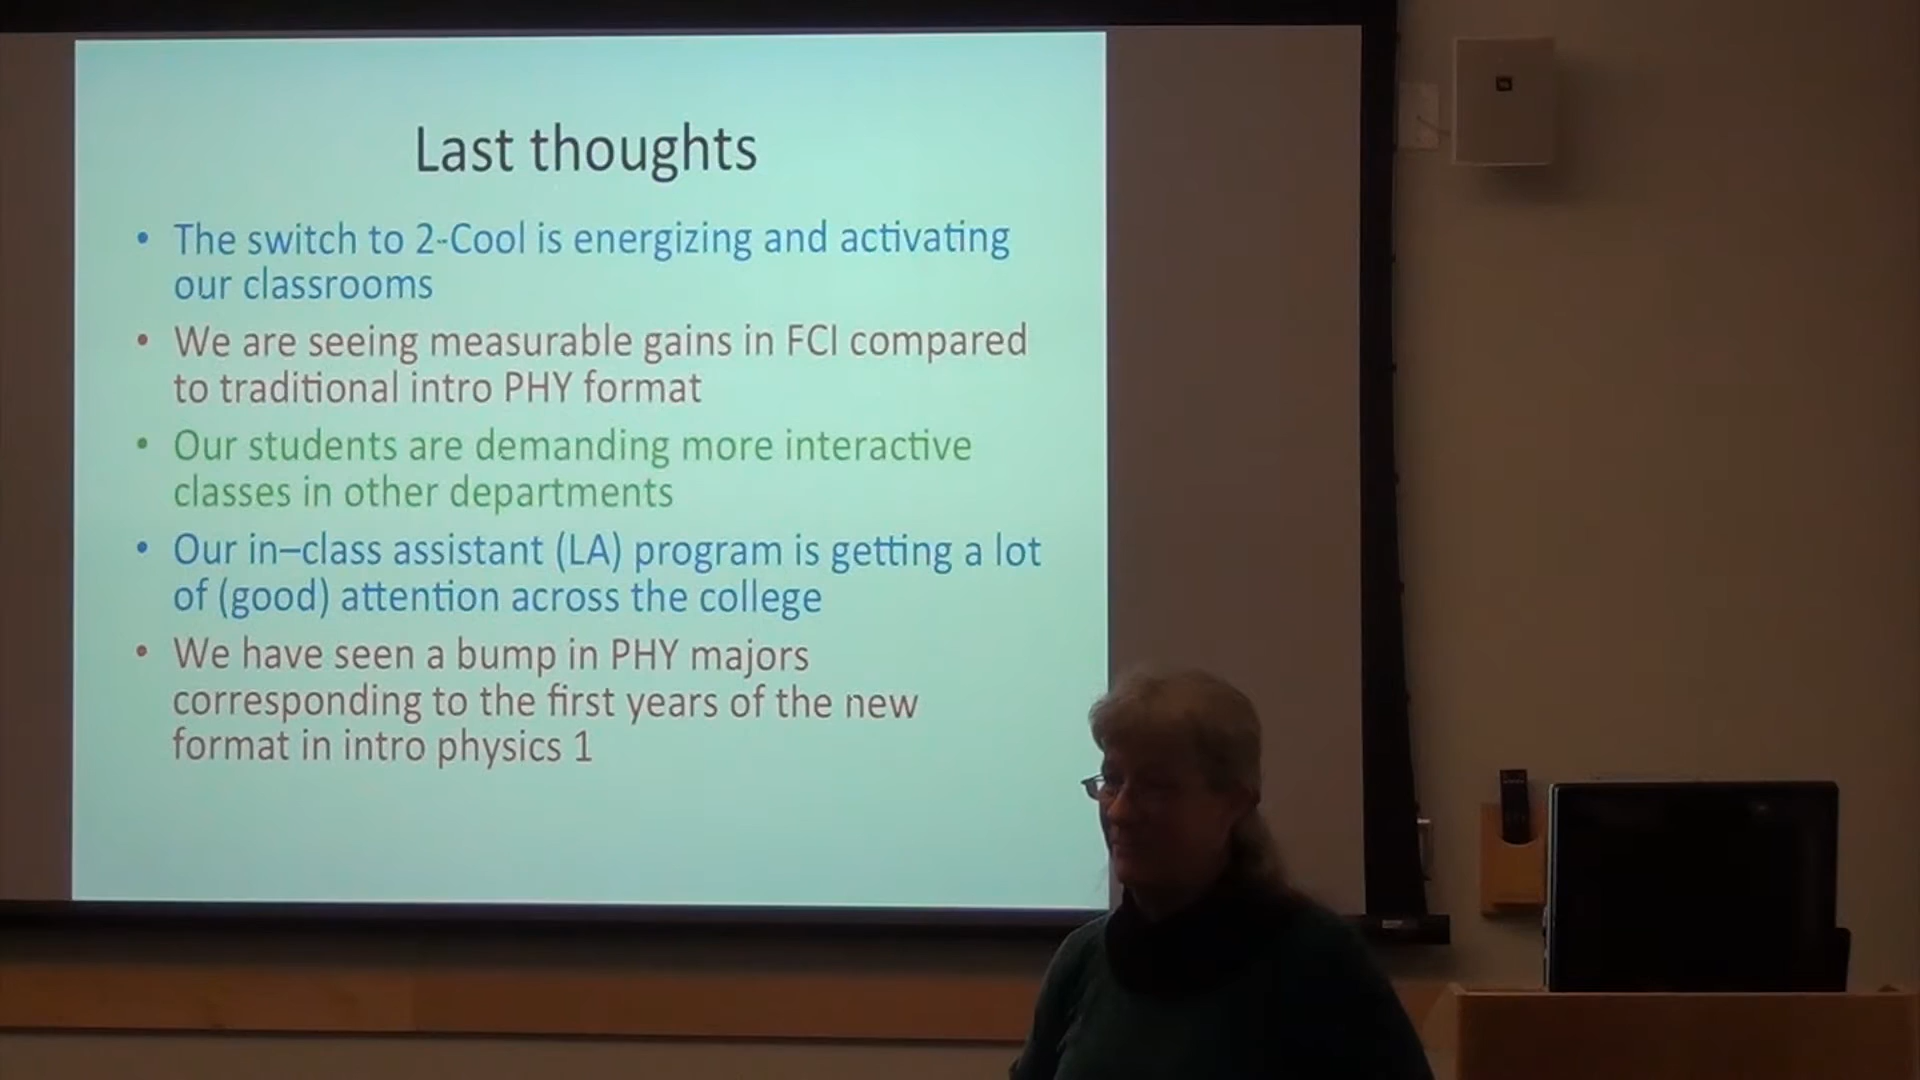 Last thoughts
• The switch to 2-Cool is energizing and activating
our classrooms
• We are seeing measurable gains in FCI compared
to traditional intro PHY format
• Our students are demanding more interactive
classes in other departments
• Our in–class assistant (LA) program is getting a lot
of (good) attention across the college
• We have seen a bump in PHY majors
corresponding to the first years of the new
format in intro physics 1